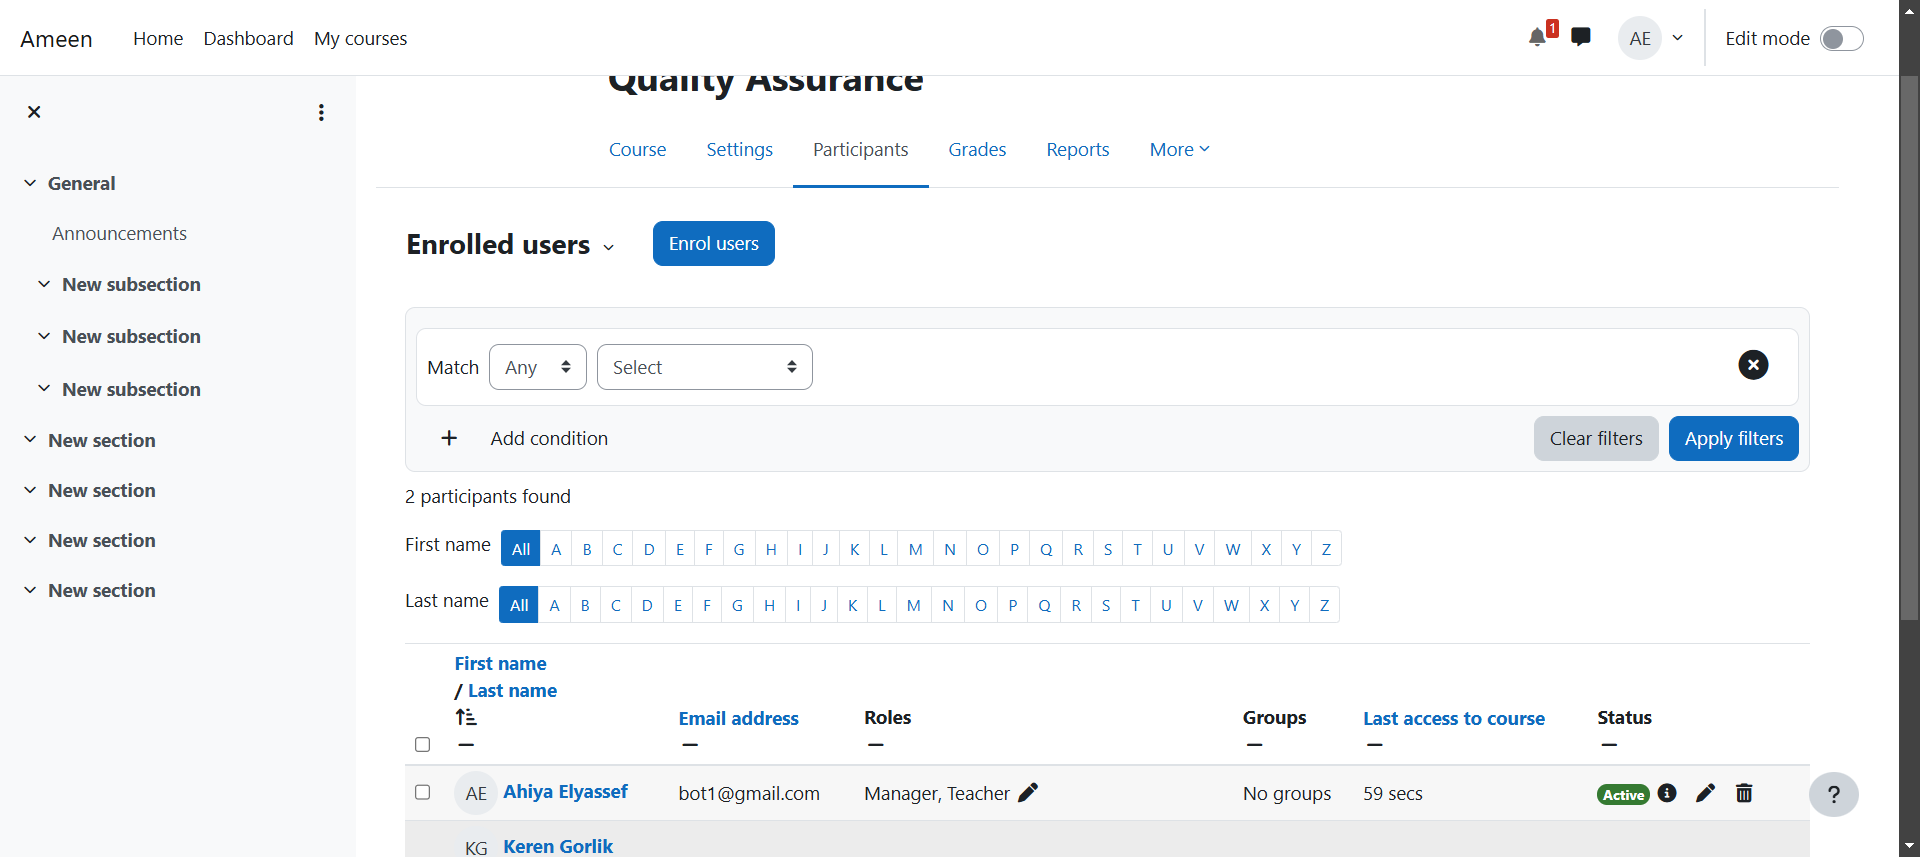 Ameen
Home Dashboard My courses
1
AE
Edit mode
Quality Assurance
Course Settings Participants Grades Reports More
General
Announcements
New subsection
New subsection
New subsection
New section
New section
New section
New section
Enrolled users
Enrol users
Match Any Select
+ Add condition
Clear filters Apply filters
2 participants found
First name All A B C D E F G H I J K L M N O P Q R S T U V W X Y Z
Last name All A B C D E F G H I J K L M N O P Q R S T U V W X Y Z
First name
/ Last name
Email address Roles Groups Last access to course Status
AE Ahiya Elyassef bot1@gmail.com Manager, Teacher No groups 59 secs Active
?
KG Keren Gorlik